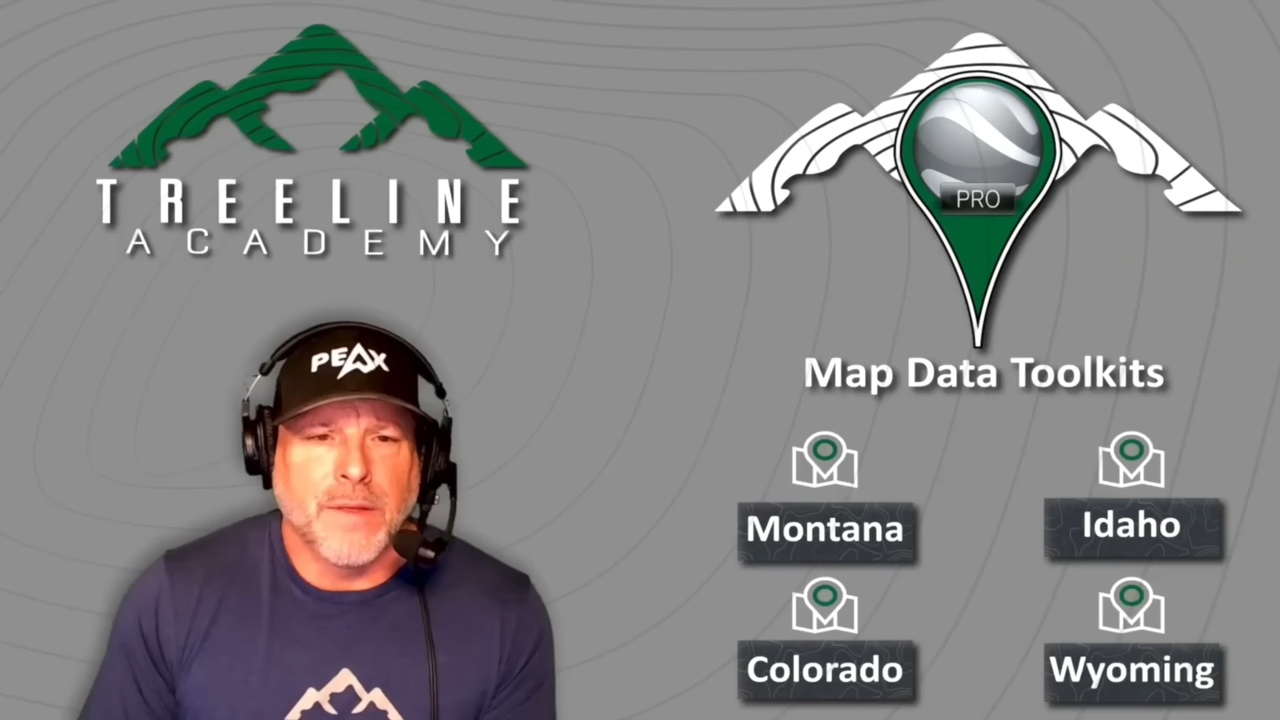 TREELINE
ACADEMY
PRO
PEAX
Map Data Toolkits
Montana
Idaho
Colorado
Wyoming